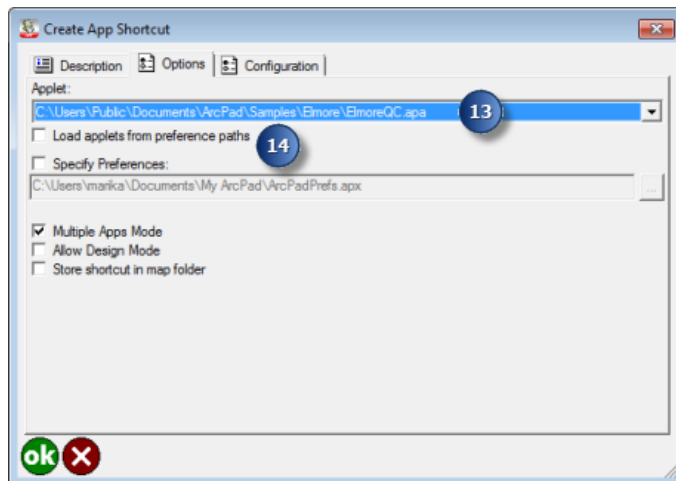 Create App Shortcut
Description Options Configuration
Applet:
C:\Users\Public\Documents\ArcPad\Samples\Elmore\ElmoreQC.apa 13
Load applets from preference paths 14
Specify Preferences:
C:\Users\marika\Documents\My ArcPad\ArcPadPrefs.apx ...
Multiple Apps Mode
Allow Design Mode
Store shortcut in map folder
ok